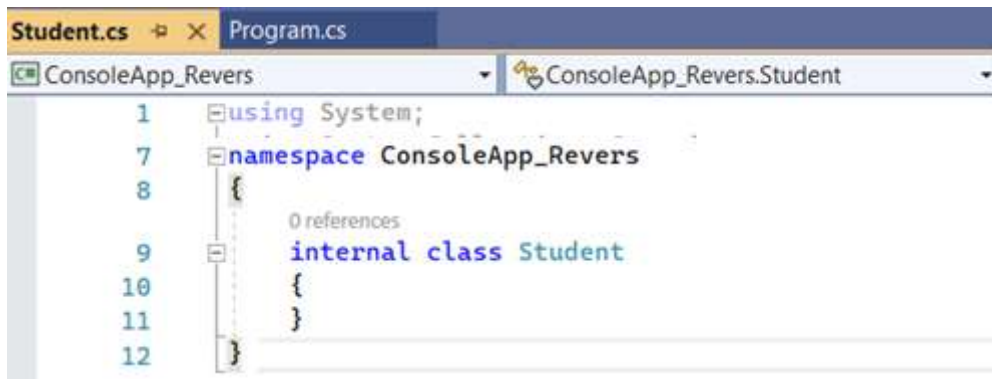 Student.cs Program.cs
ConsoleApp_Revers ConsoleApp_Revers.Student
1 using System;
7 namespace ConsoleApp_Revers
8 {
0 references
9 internal class Student
10 {
11 }
12 }